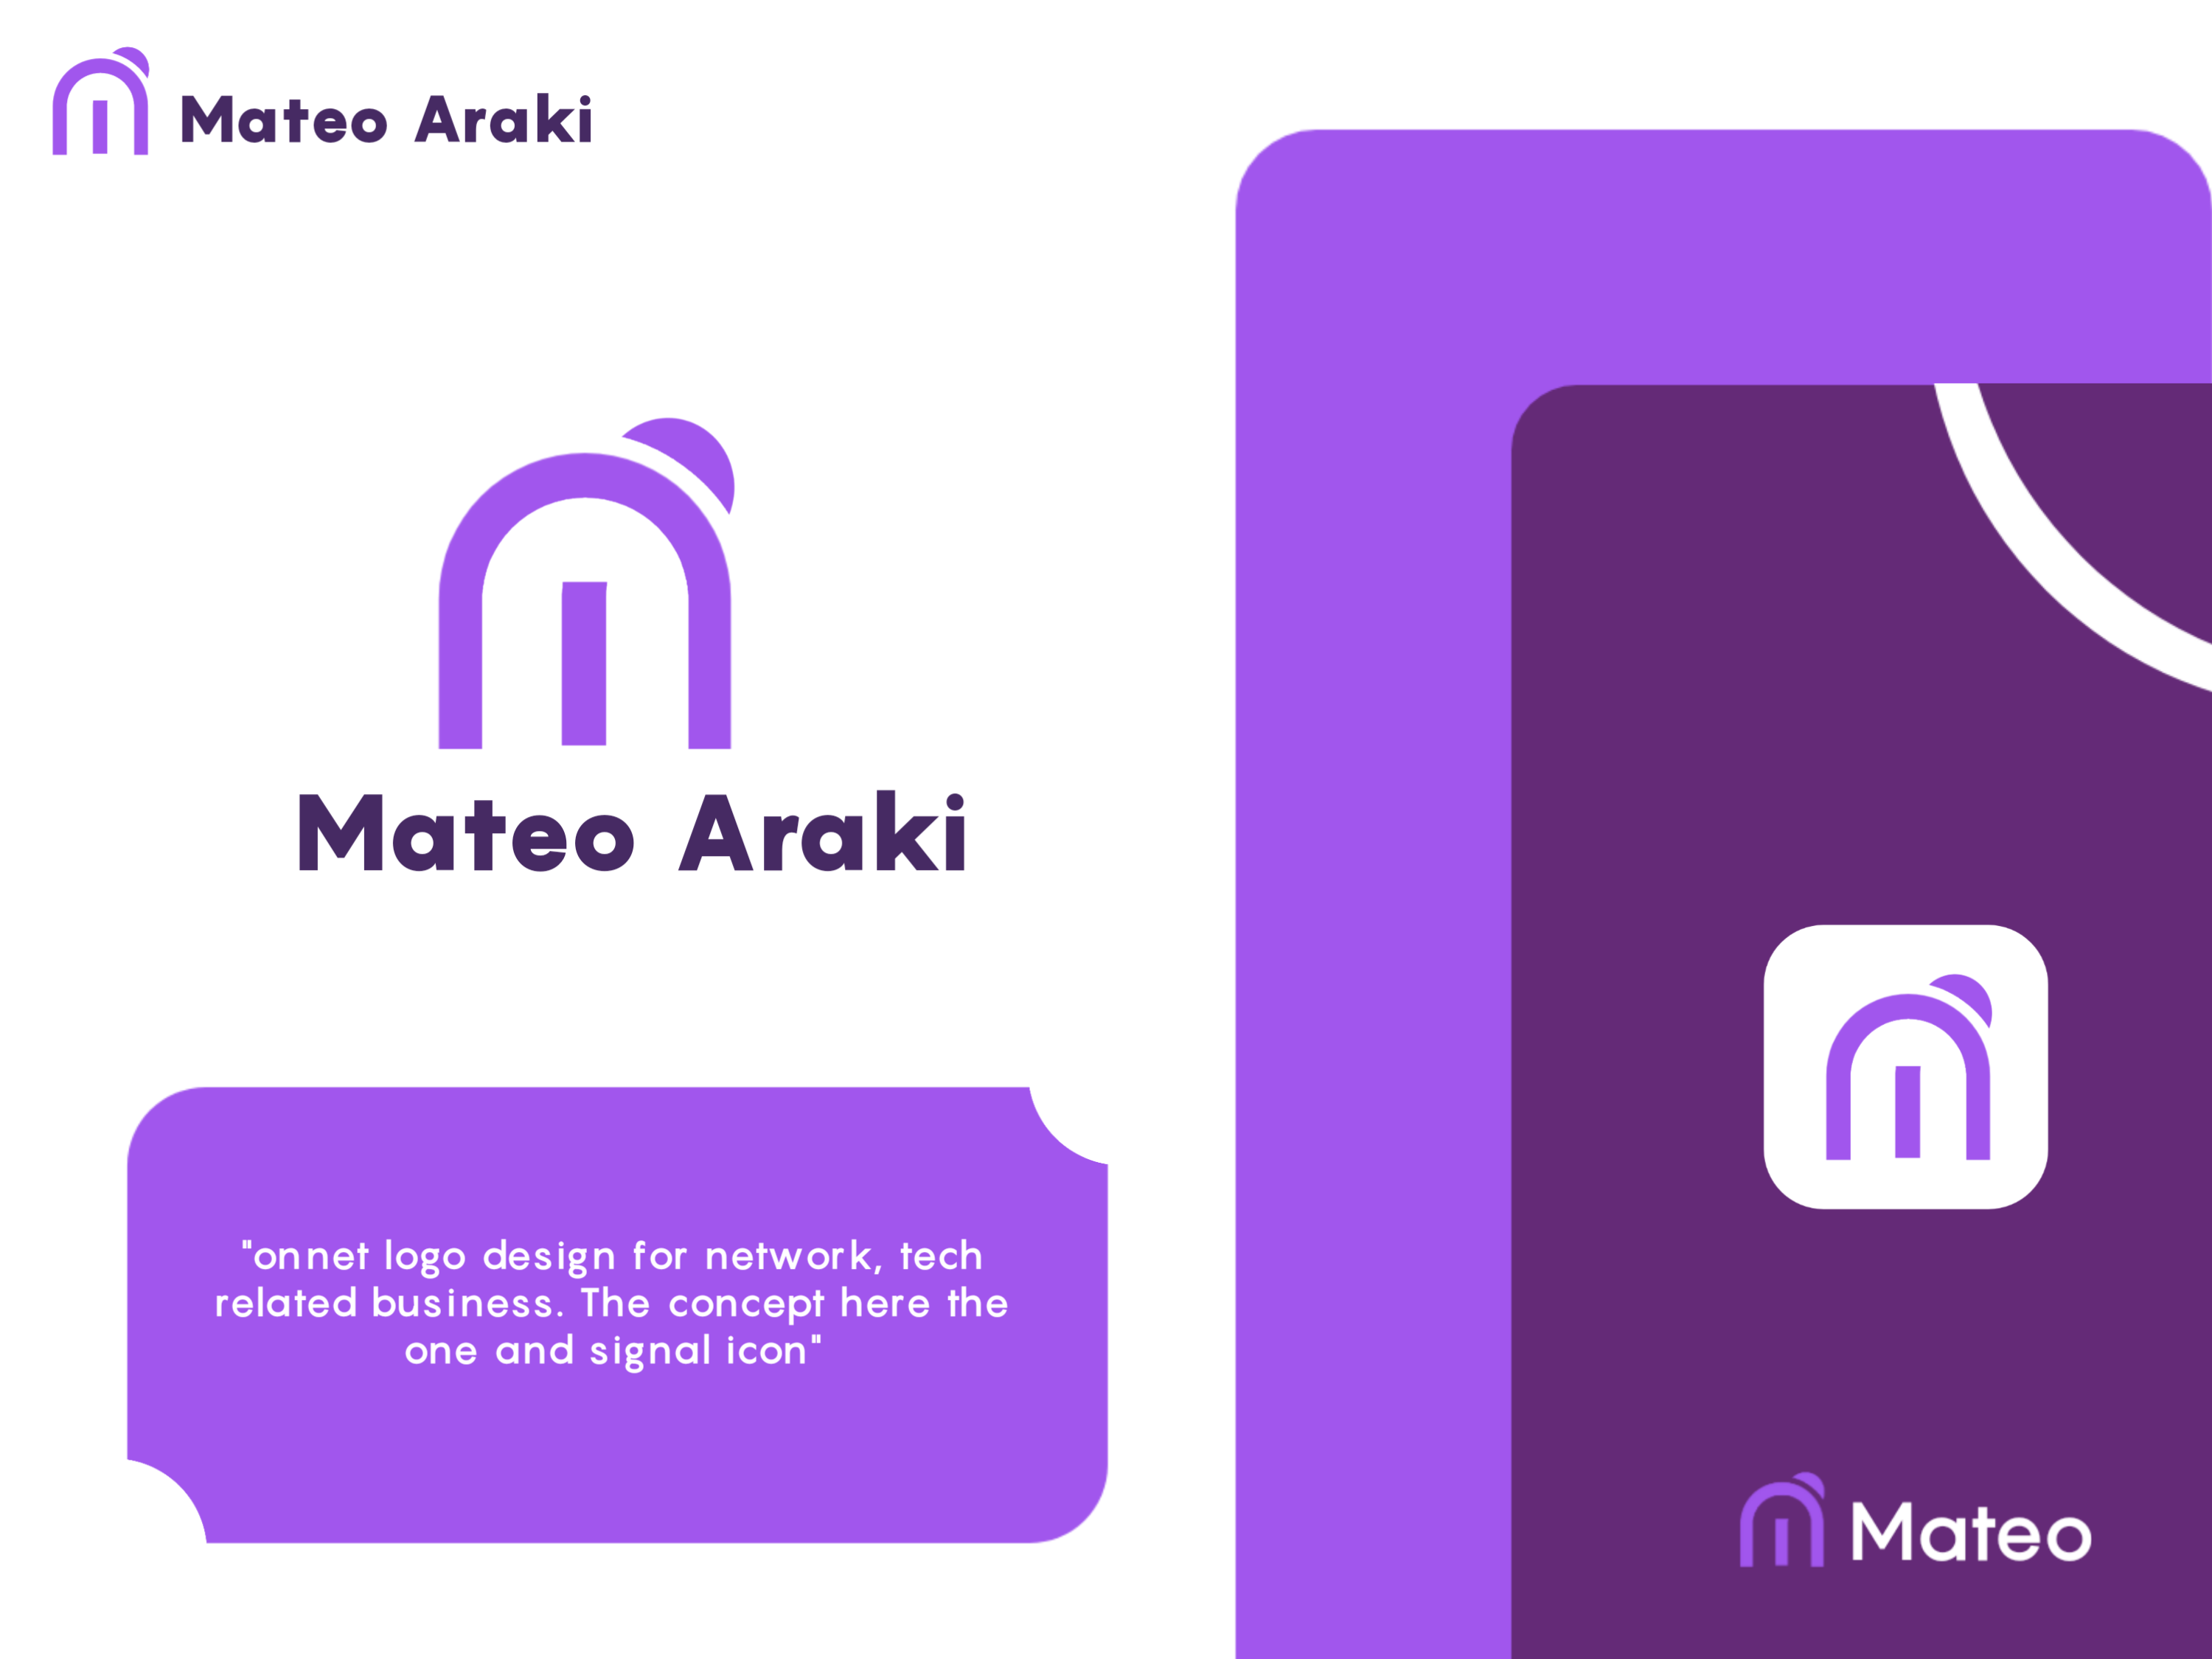 Mateo Araki
Mateo Araki
"onnet logo design for network, tech
related business. The concept here the
one and signal icon"
Mateo